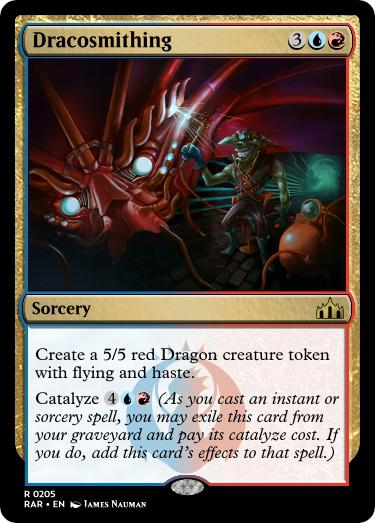 Dracosmithing 3
Sorcery
Create a 5/5 red Dragon creature token
with flying and haste.
Catalyze 4 (As you cast an instant or
sorcery spell, you may exile this card from
your graveyard and pay its catalyze cost. If
you do, add this card's effects to that spell.)
R 0205
RAR • EN James Nauman